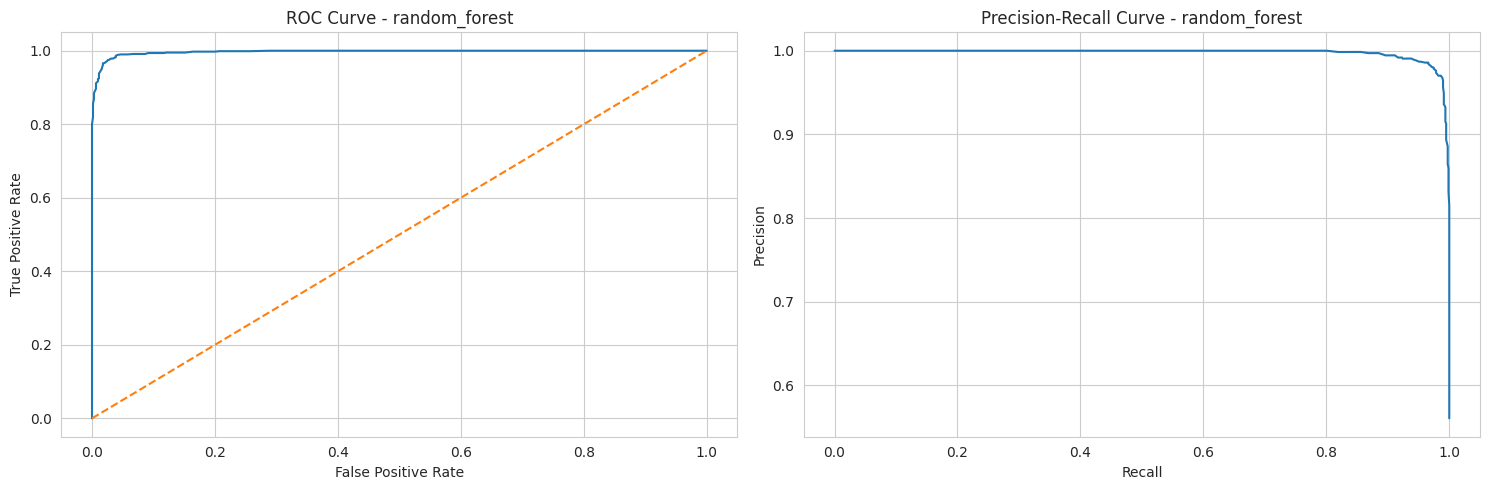 ROC Curve - random_forest
1.0
0.8
0.6
0.4
0.2
0.0
True Positive Rate
0.0 0.2 0.4 0.6 0.8 1.0
False Positive Rate
Precision-Recall Curve - random_forest
1.0
0.9
0.8
0.7
0.6
Precision
0.0 0.2 0.4 0.6 0.8 1.0
Recall